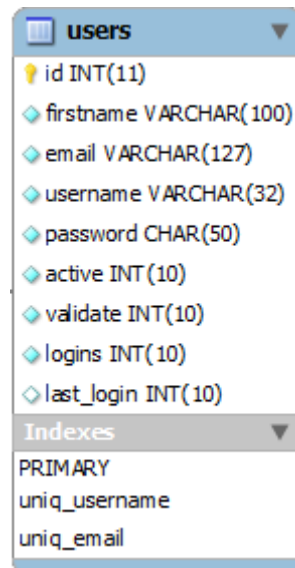 users
id INT(11)
firstname VARCHAR(100)
email VARCHAR(127)
username VARCHAR(32)
password CHAR(50)
active INT(10)
validate INT(10)
logins INT(10)
last_login INT(10)
Indexes
PRIMARY
uniq_username
uniq_email